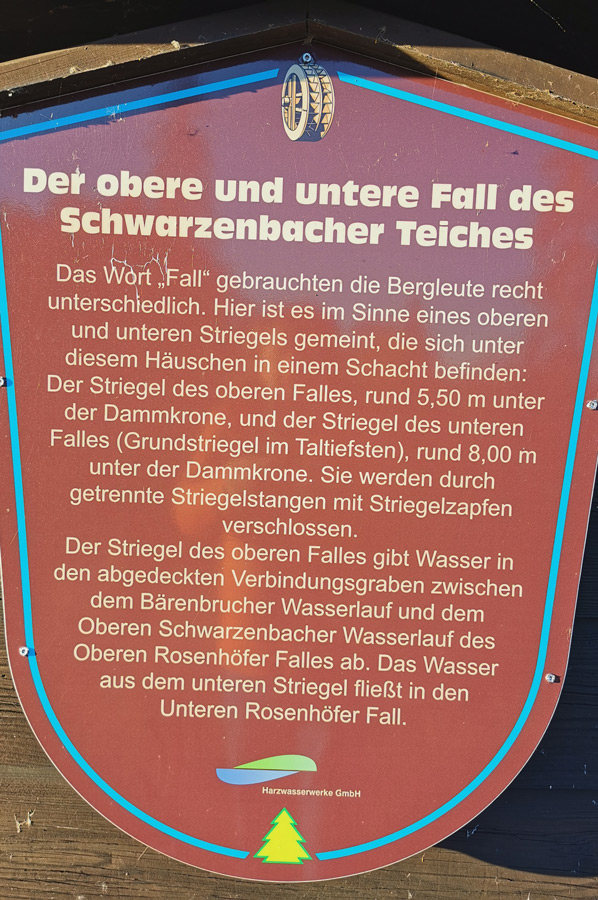 Der obere und untere Fall des
Schwarzenbacher Teiches
Das Wort „Fall“ gebrauchten die Bergleute recht
unterschiedlich. Hier ist es im Sinne eines oberen
und unteren Striegels gemeint, die sich unter
diesem Häuschen in einem Schacht befinden:
Der Striegel des oberen Falles, rund 5,50 m unter
der Dammkrone, und der Striegel des unteren
Falles (Grundstriegel im Taltiefsten), rund 8,00 m
unter der Dammkrone. Sie werden durch
getrennte Striegelstangen mit Striegelzapfen
verschlossen.
Der Striegel des oberen Falles gibt Wasser in
den abgedeckten Verbindungsgraben zwischen
dem Bärenbrucher Wasserlauf und dem
Oberen Schwarzenbacher Wasserlauf des
Oberen Rosenhöfer Falles ab. Das Wasser
aus dem unteren Striegel fließt in den
Unteren Rosenhöfer Fall.
Harzwasserwerke GmbH